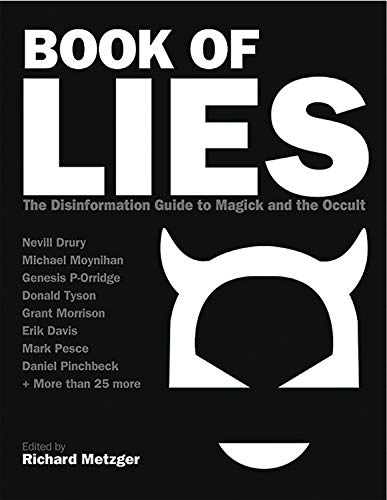 BOOK OF
LIES
The Disinformation Guide to Magick and the Occult
Nevill Drury
Michael Moynihan
Genesis P-Orridge
Donald Tyson
Grant Morrison
Erik Davis
Mark Pesce
Daniel Pinchbeck
+ More than 25 more
Edited by
Richard Metzger